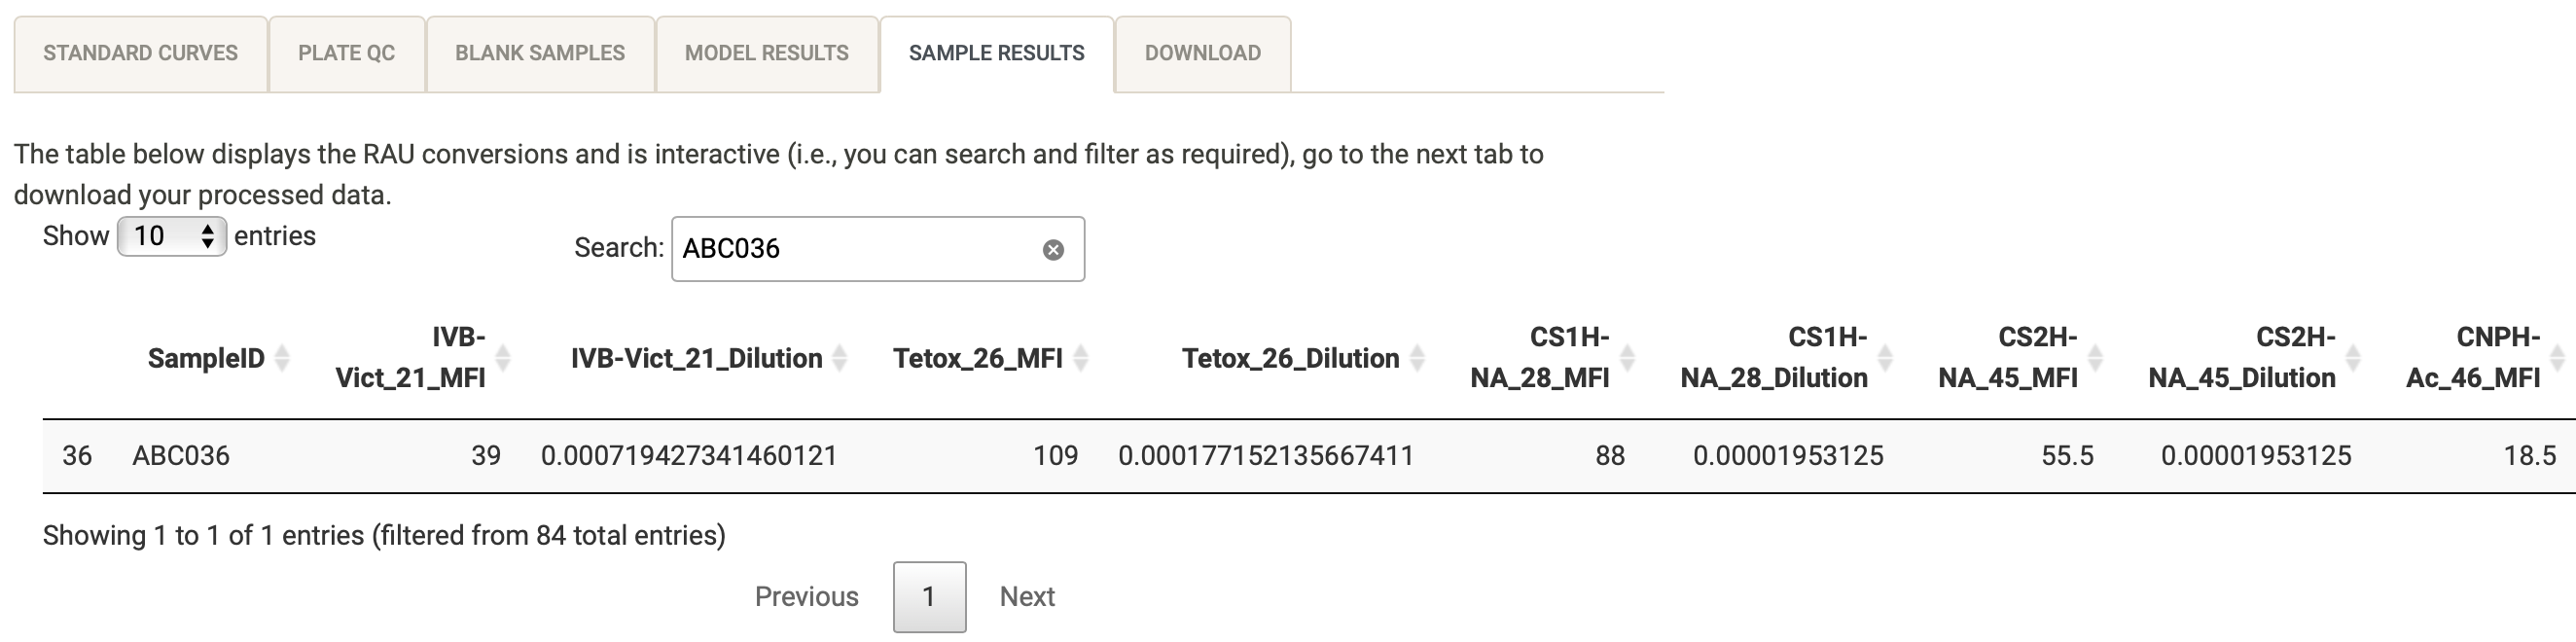 STANDARD CURVES PLATE QC BLANK SAMPLES MODEL RESULTS SAMPLE RESULTS DOWNLOAD
The table below displays the RAU conversions and is interactive (i.e., you can search and filter as required), go to the next tab to
download your processed data.
Show 10 entries Search: ABC036
SampleID IVB-Vict_21_MFI IVB-Vict_21_Dilution Tetox_26_MFI Tetox_26_Dilution CS1H-NA_28_MFI CS1H-NA_28_Dilution CS2H-NA_45_MFI CS2H-NA_45_Dilution CNPH-Ac_46_MFI
36 ABC036 39 0.000719427341460121 109 0.000177152135667411 88 0.00001953125 55.5 0.00001953125 18.5
Showing 1 to 1 of 1 entries (filtered from 84 total entries)
Previous 1 Next